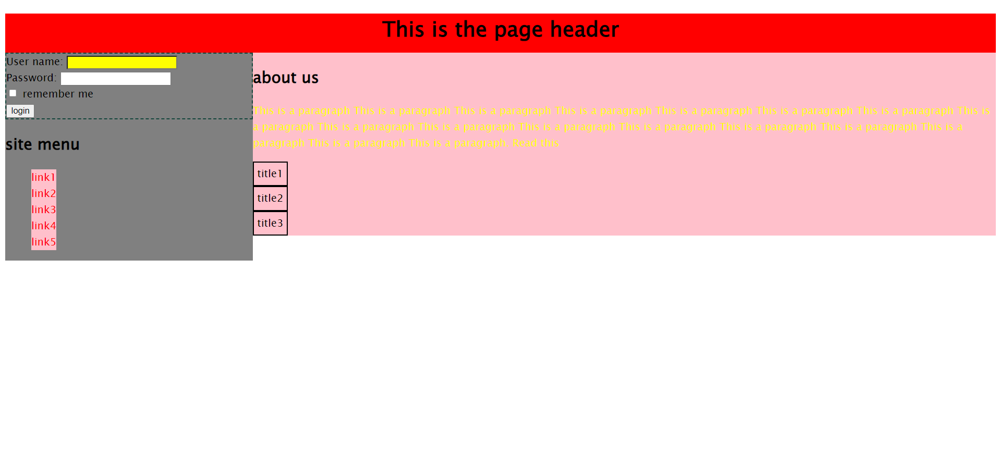 This is the page header
User name:
Password:
remember me
login
site menu
link1
link2
link3
link4
link5
about us
This is a paragraph This is a paragraph This is a paragraph This is a paragraph This is a paragraph This is a paragraph This is a paragraph This is
a paragraph This is a paragraph This is a paragraph This is a paragraph This is a paragraph This is a paragraph This is a paragraph This is a
paragraph This is a paragraph This is a paragraph. Read this
title1
title2
title3